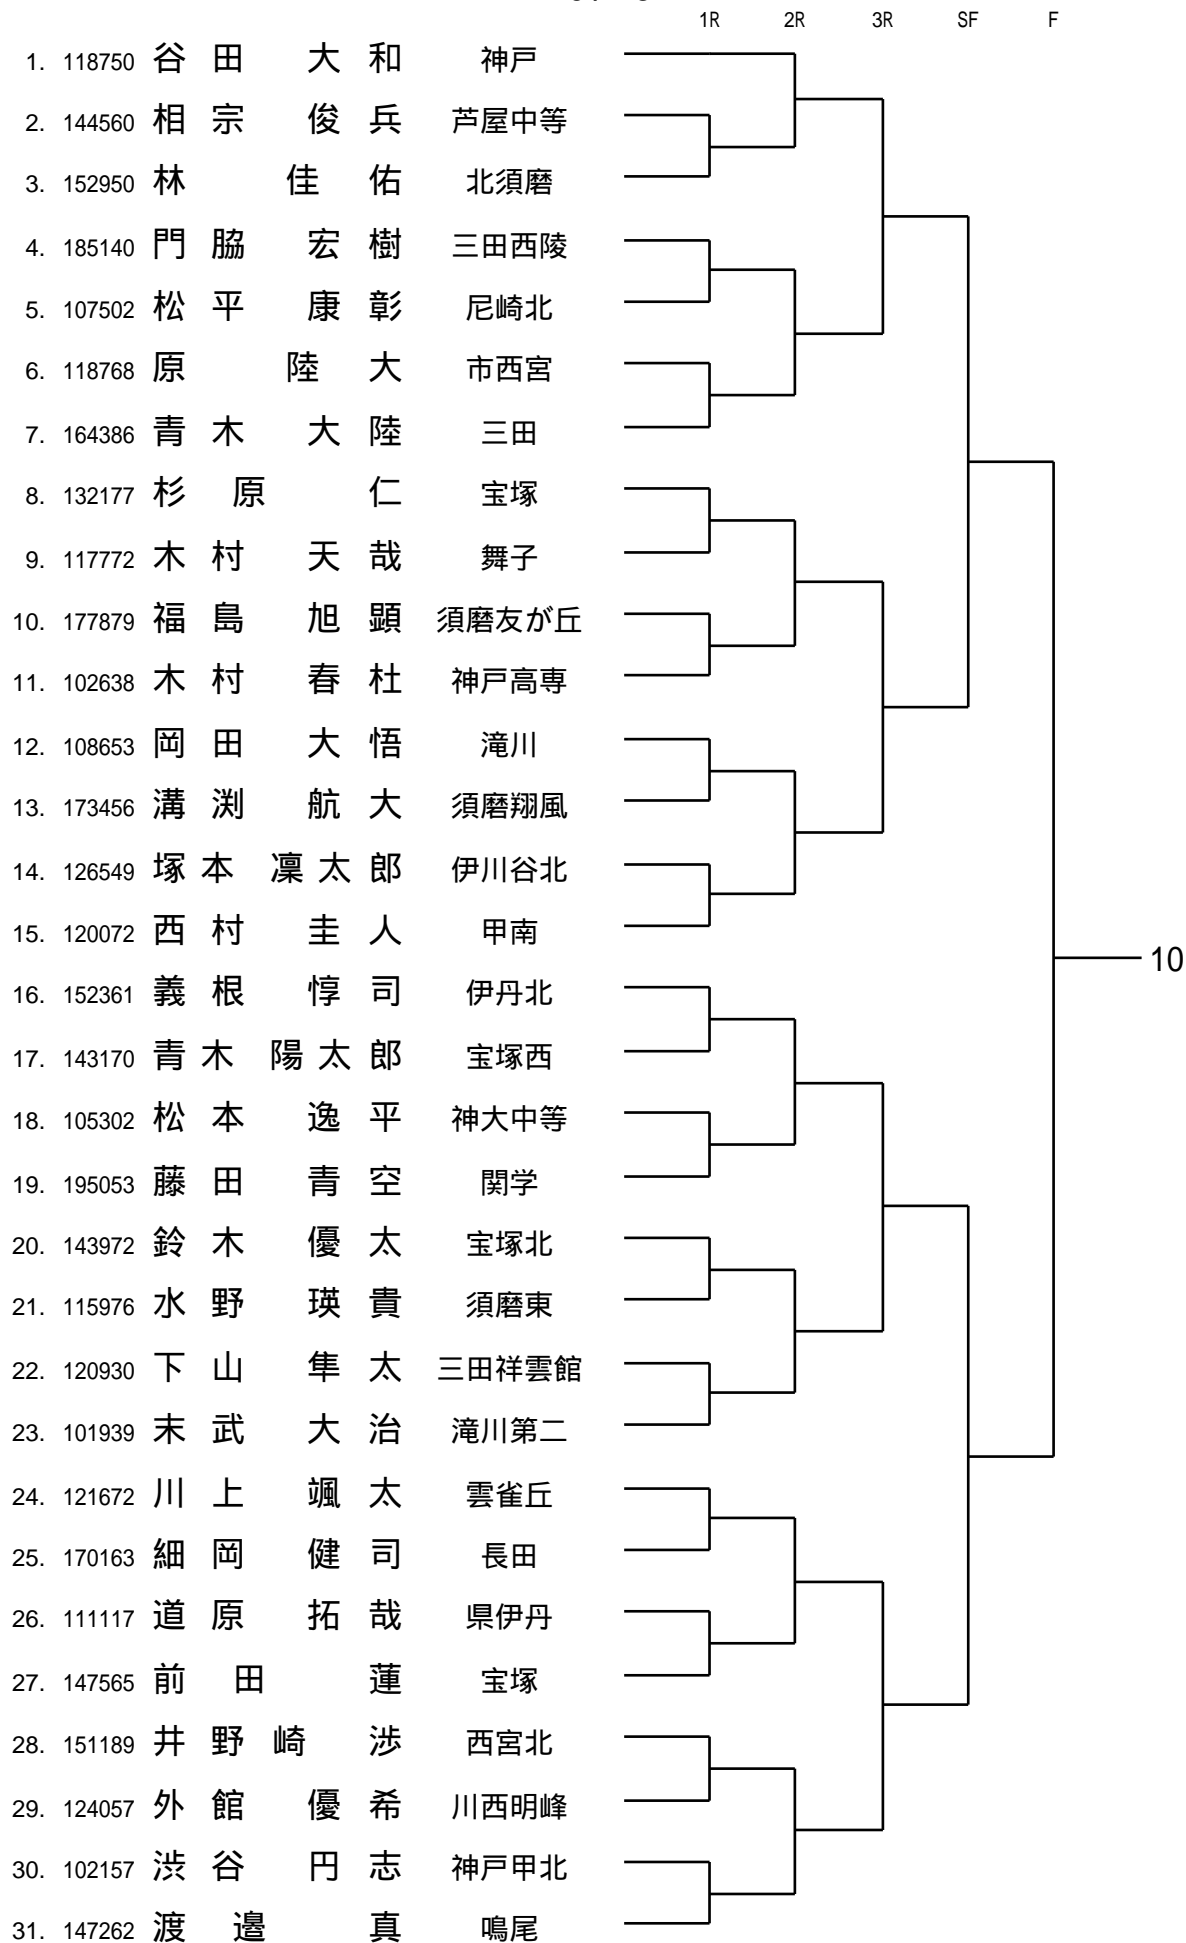 1R 2R 3R SF F
1. 118750 谷田 大和 神戸
2. 144560 相宗 俊兵 芦屋中等
3. 152950 林 佳佑 北須磨
4. 185140 門脇 宏樹 三田西陵
5. 107502 松平 康彰 尼崎北
6. 118768 原 陸大 市西宮
7. 164386 青木 大陸 三田
8. 132177 杉原 仁 宝塚
9. 117772 木村 天哉 舞子
10. 177879 福島 旭顕 須磨友が丘
11. 102638 木村 春杜 神戸高専
12. 108653 岡田 大悟 滝川
13. 173456 溝渕 航大 須磨翔風
14. 126549 塚本 凜太郎 伊川谷北
15. 120072 西村 圭人 甲南
10
16. 152361 義根 惇司 伊丹北
17. 143170 青木 陽太郎 宝塚西
18. 105302 松本 逸平 神大中等
19. 195053 藤田 青空 関学
20. 143972 鈴木 優太 宝塚北
21. 115976 水野 瑛貴 須磨東
22. 120930 下山 隼太 三田祥雲館
23. 101939 末武 大治 滝川第二
24. 121672 川上 颯太 雲雀丘
25. 170163 細岡 健司 長田
26. 111117 道原 拓哉 県伊丹
27. 147565 前田 蓮 宝塚
28. 151189 井野崎 渉 西宮北
29. 124057 外館 優希 川西明峰
30. 102157 渋谷 円志 神戸甲北
31. 147262 渡邉 真 鳴尾